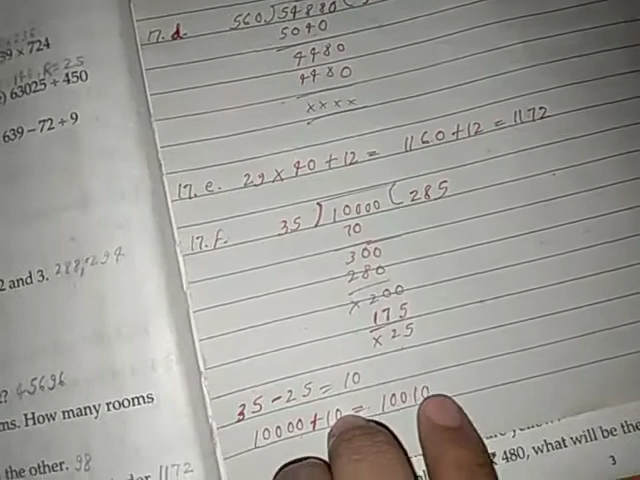 39 × 724
63025 ÷ 450
639 – 72 ÷ 9
2 and 3. 288, 294
? 45696
ms. How many rooms
the other. 98
1172
17. d. 560)54880(
5040
4480
4480
××××
17. e. 29 × 40 + 12 = 1160 + 12 = 1172
17. f. 35)10000(285
70
300
280
×200
175
×25
35 - 25 = 10
10000 + 10 = 10010
₹ 480, what will be the
3